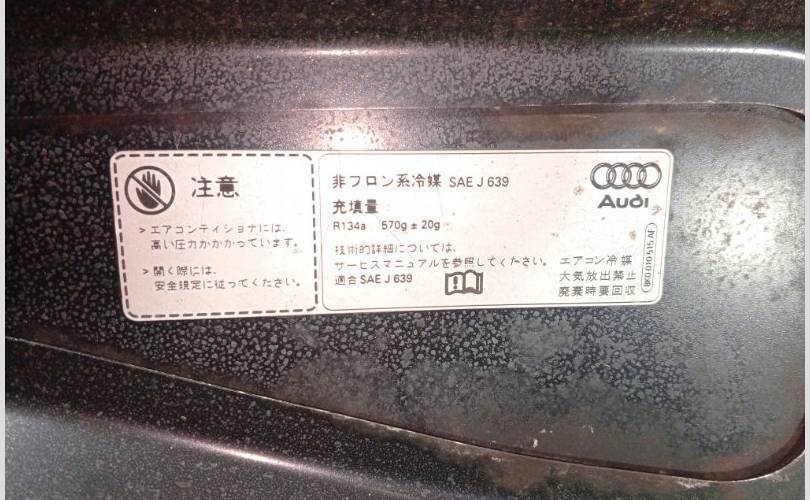 注意
> エアコンディショナには、
高い圧力がかかっています。
> 開く際には、
安全規定に従ってください。
非フロン系冷媒 SAE J 639
充填量
R134a 570g ± 20g
技術的詳細については、
サービスマニュアルを参照してください。
適合 SAE J 639
Audi
エアコン冷媒
大気放出禁止
廃棄時要回収
8K0 010 515 AF